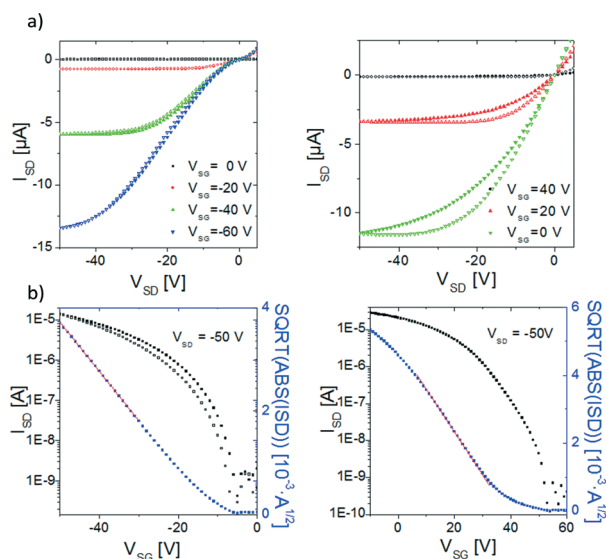 a)
0
-5
-10
-15
I_SD [µA]
-40
-20
0
V_SD [V]
V_SG = 0 V
V_SG =-20 V
V_SG =-40 V
V_SG =-60 V
0
-5
-10
I_SD [µA]
-40
-20
0
V_SD [V]
V_SG = 40 V
V_SG = 20 V
V_SG = 0 V
b)
1E-5
1E-6
1E-7
1E-8
1E-9
I_SD [A]
V_SD = -50 V
4
2
0
SQRT(ABS(ISD)) [10^-3· A^1/2]
-40
-20
0
V_SG [V]
1E-5
1E-6
1E-7
1E-8
1E-9
1E-10
I_SD [A]
V_SD = -50V
6
4
2
0
SQRT(ABS(ISD)) [10^-3· A^1/2]
0
20
40
60
V_SG [V]